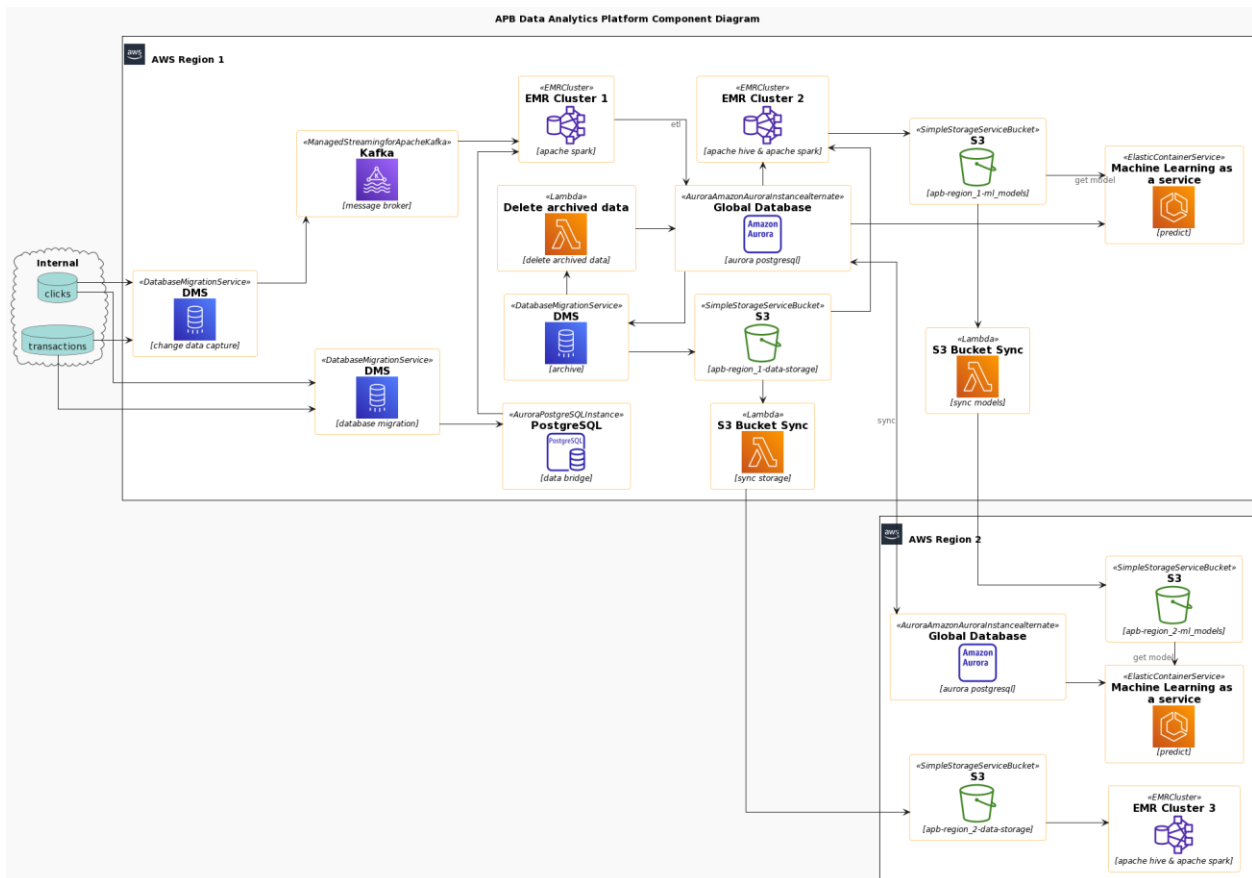 APB Data Analytics Platform Component Diagram
aws
AWS Region 1
«EMRCluster»
EMR Cluster 1
[apache spark]
«EMRCluster»
EMR Cluster 2
[apache hive & apache spark]
etl
«ManagedStreamingforApacheKafka»
Kafka
K
[message broker]
«SimpleStorageServiceBucket»
S3
[apb-region_1-ml_models]
get model
«ElasticContainerService»
Machine Learning as
a service
[predict]
«Lambda»
Delete archived data
[delete archived data]
«AuroraAmazonAuroraInstancealternate»
Global Database
Amazon
Aurora
[aurora postgresql]
Internal
clicks
transactions
«DatabaseMigrationService»
DMS
[change data capture]
«DatabaseMigrationService»
DMS
[archive]
«SimpleStorageServiceBucket»
S3
[apb-region_1-data-storage]
«Lambda»
S3 Bucket Sync
[sync models]
«DatabaseMigrationService»
DMS
[database migration]
«AuroraPostgreSQLInstance»
PostgreSQL
PostgreSQL
[data bridge]
«Lambda»
S3 Bucket Sync
[sync storage]
sync
aws
AWS Region 2
«SimpleStorageServiceBucket»
S3
[apb-region_2-ml_models]
get model
«AuroraAmazonAuroraInstancealternate»
Global Database
Amazon
Aurora
[aurora postgresql]
«ElasticContainerService»
Machine Learning as
a service
[predict]
«SimpleStorageServiceBucket»
S3
[apb-region_2-data-storage]
«EMRCluster»
EMR Cluster 3
[apache hive & apache spark]